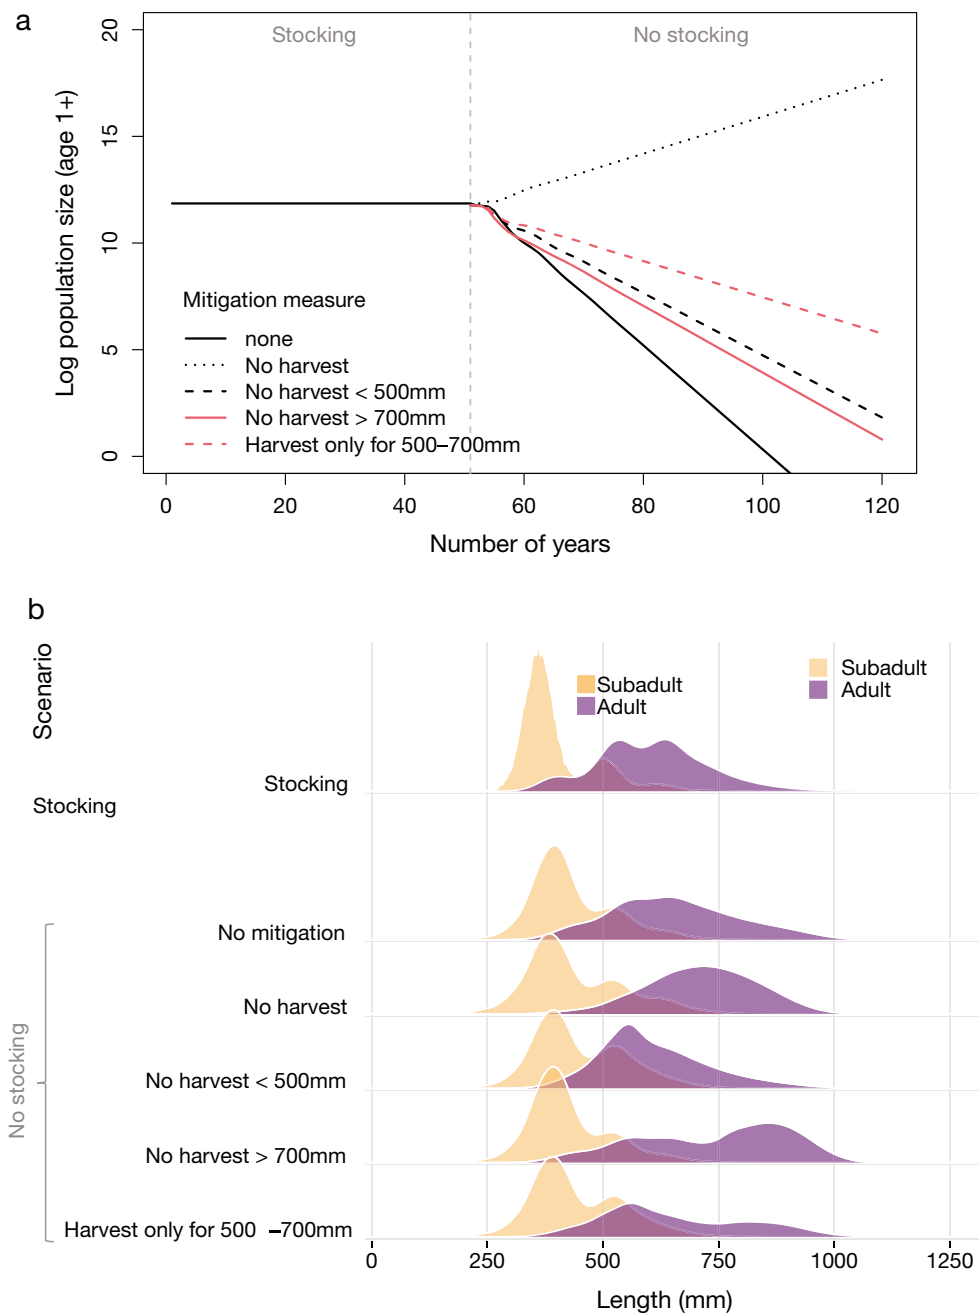 a
Stocking
No stocking
Log population size (age 1+)
20
15
10
5
0
Mitigation measure
none
No harvest
No harvest < 500mm
No harvest > 700mm
Harvest only for 500–700mm
0 20 40 60 80 100 120
Number of years
b
Scenario
Subadult
Adult
Subadult
Adult
Stocking
Stocking
No stocking
No mitigation
No harvest
No harvest < 500mm
No harvest > 700mm
Harvest only for 500 –700mm
0 250 500 750 1000 1250
Length (mm)